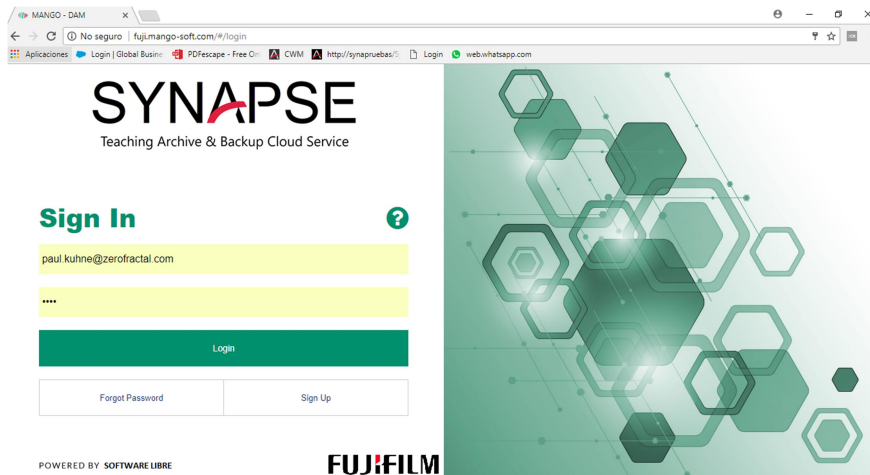 MANGO - DAM
No seguro | fuji.mango-soft.com/#/login
Aplicaciones Login | Global Busine PDFescape - Free On CWM http://synapruebas/S Login web.whatsapp.com
SYNAPSE
Teaching Archive & Backup Cloud Service
Sign In ?
paul.kuhne@zerofractal.com
••••
Login
Forgot Password Sign Up
POWERED BY SOFTWARE LIBRE FUJIFILM